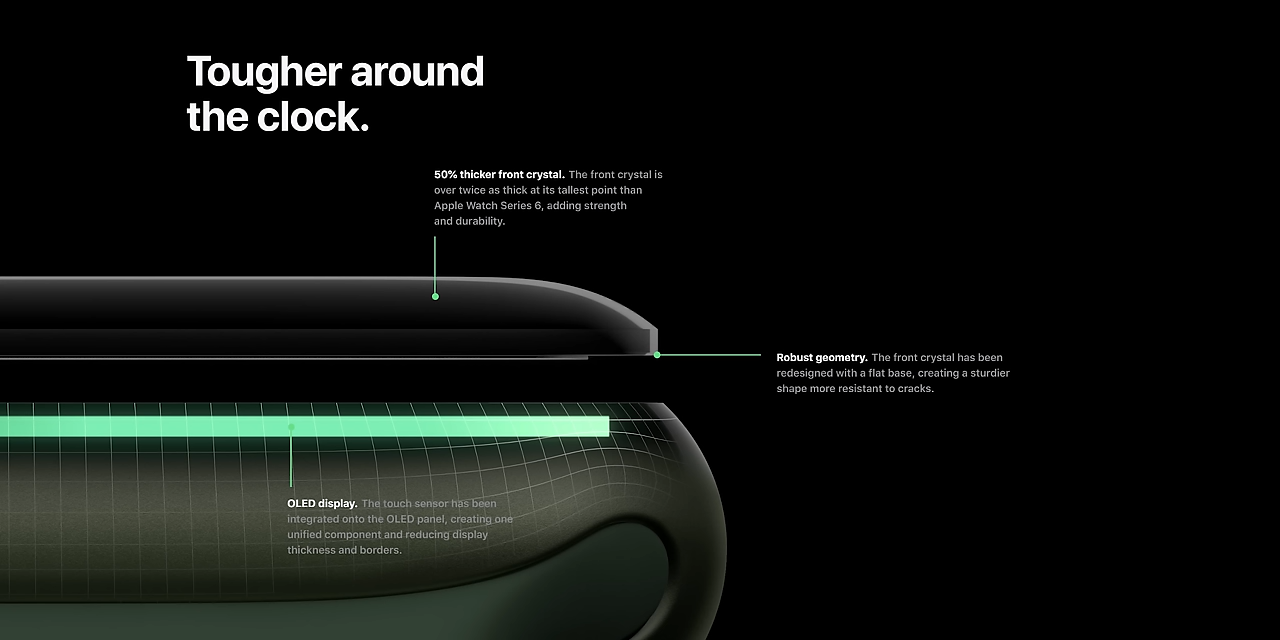 Tougher around
the clock.
50% thicker front crystal. The front crystal is
over twice as thick at its tallest point than
Apple Watch Series 6, adding strength
and durability.
Robust geometry. The front crystal has been
redesigned with a flat base, creating a sturdier
shape more resistant to cracks.
OLED display. The touch sensor has been
integrated onto the OLED panel, creating one
unified component and reducing display
thickness and borders.